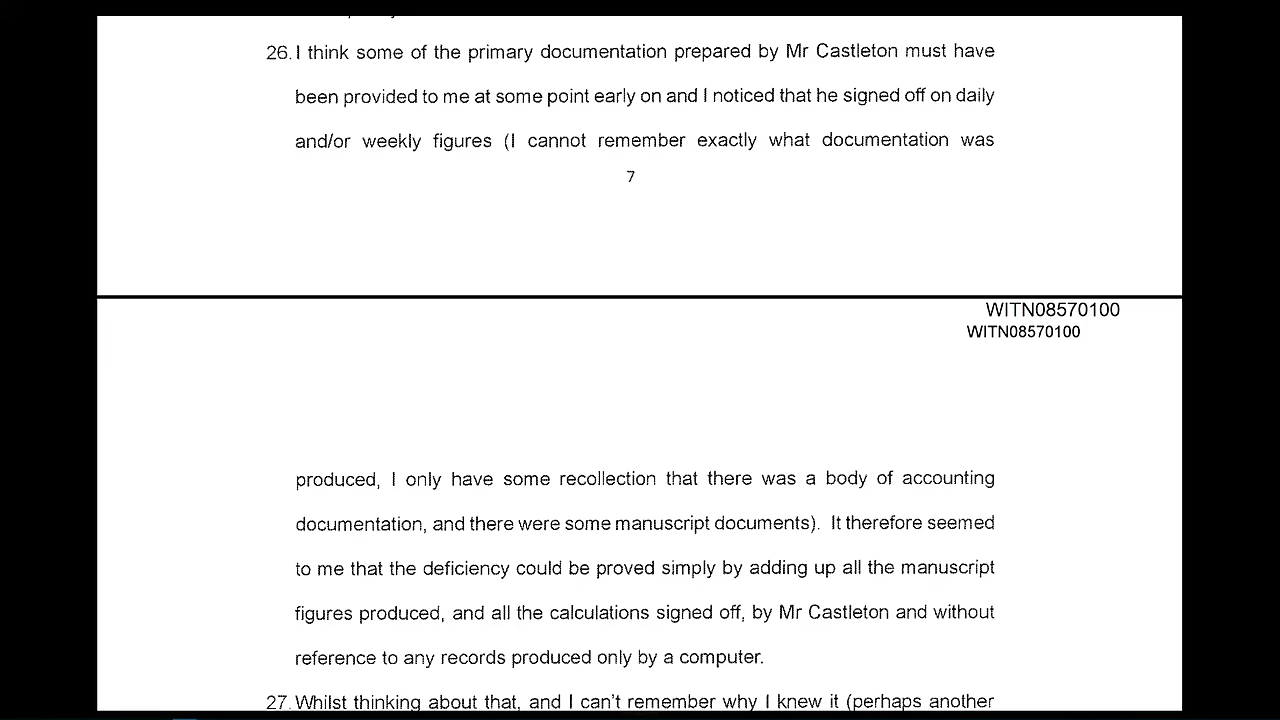 26. I think some of the primary documentation prepared by Mr Castleton must have
been provided to me at some point early on and I noticed that he signed off on daily
and/or weekly figures (I cannot remember exactly what documentation was
7
WITN08570100
WITN08570100
produced, I only have some recollection that there was a body of accounting
documentation, and there were some manuscript documents). It therefore seemed
to me that the deficiency could be proved simply by adding up all the manuscript
figures produced, and all the calculations signed off, by Mr Castleton and without
reference to any records produced only by a computer.
27. Whilst thinking about that, and I can't remember why I knew it (perhaps another